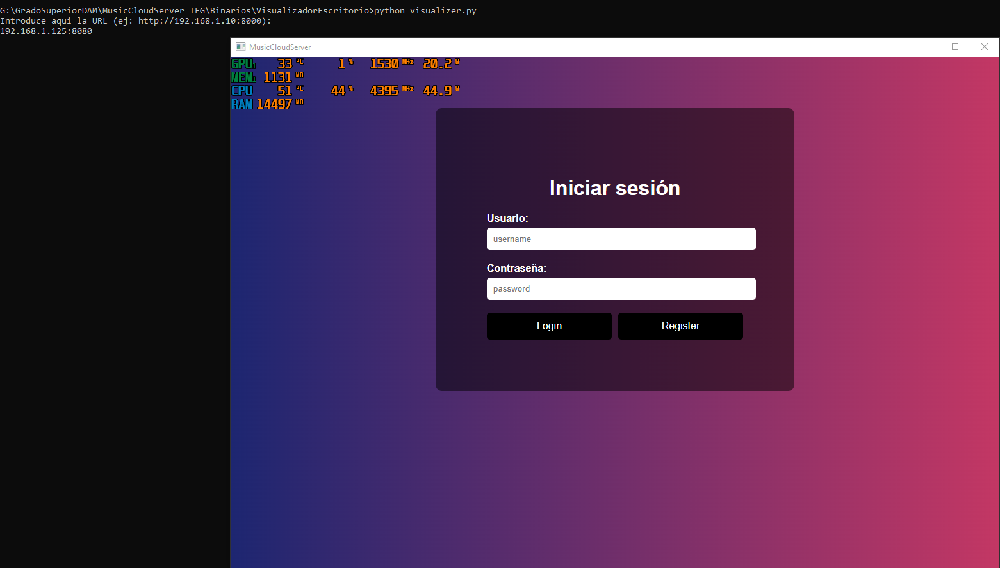 G:\GradoSuperiorDAM\MusicCloudServer_TFG\Binarios\VisualizadorEscritorio>python visualizer.py
Introduce aqui la URL (ej: http://192.168.1.10:8000):
192.168.1.125:8080
MusicCloudServer
GPU1 33 °C 1 % 1530 MHz 20.2 W
MEM1 1131 MB
CPU 51 °C 44 % 4395 MHz 44.9 W
RAM 14497 MB
Iniciar sesión
Usuario:
username
Contraseña:
password
Login Register